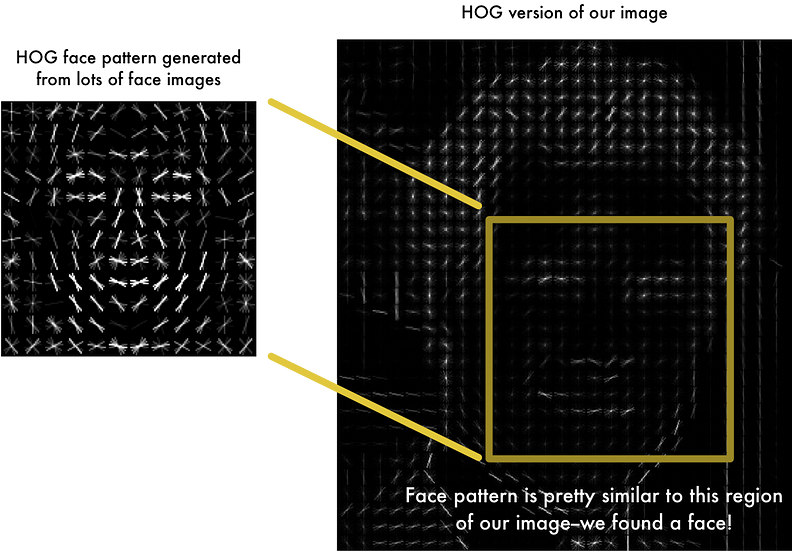 HOG version of our image
HOG face pattern generated
from lots of face images
Face pattern is pretty similar to this region
of our image–we found a face!